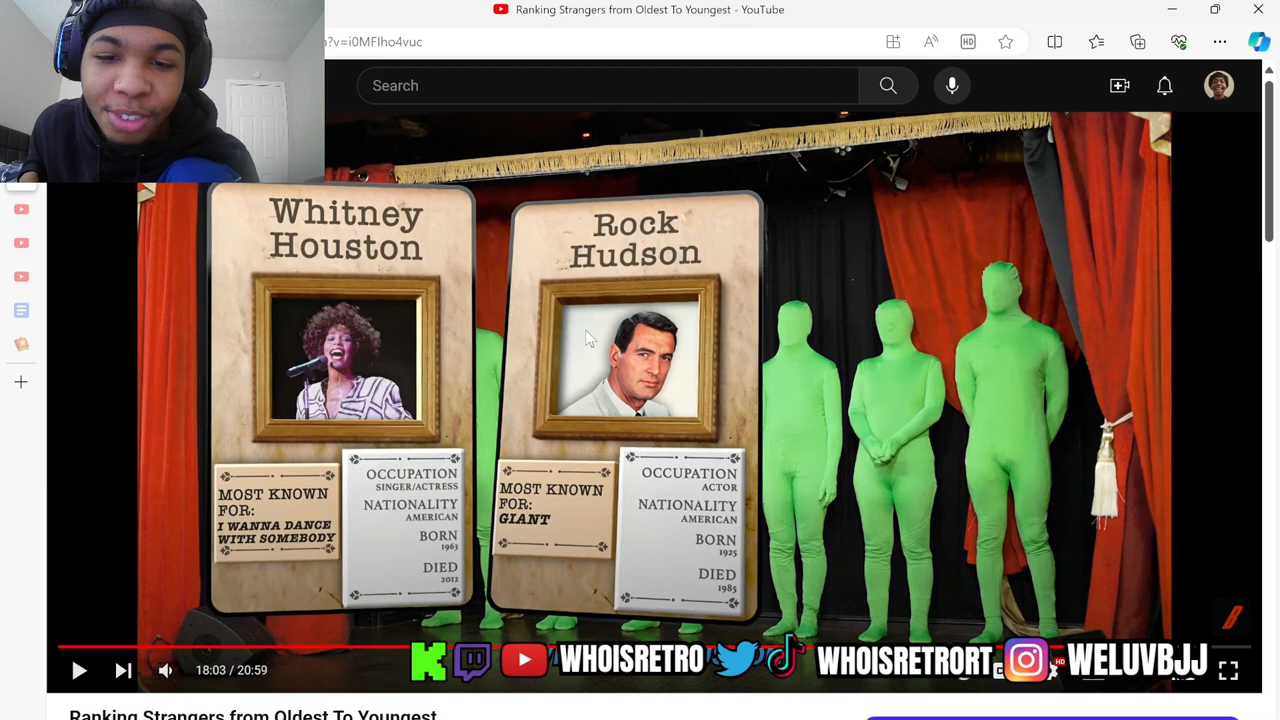 Ranking Strangers from Oldest To Youngest - YouTube
?v=i0MFIho4vuc
HD
Search
Whitney
Houston
MOST KNOWN
FOR:
I WANNA DANCE
WITH SOMEBODY
OCCUPATION
SINGER/ACTRESS
NATIONALITY
AMERICAN
BORN
1963
DIED
2012
Rock
Hudson
MOST KNOWN
FOR:
GIANT
OCCUPATION
ACTOR
NATIONALITY
AMERICAN
BORN
1925
DIED
1985
18:03 / 20:59
WHOISRETRO WHOISRETRORT WELUVBJJ
HD
Ranking Strangers from Oldest To Youngest